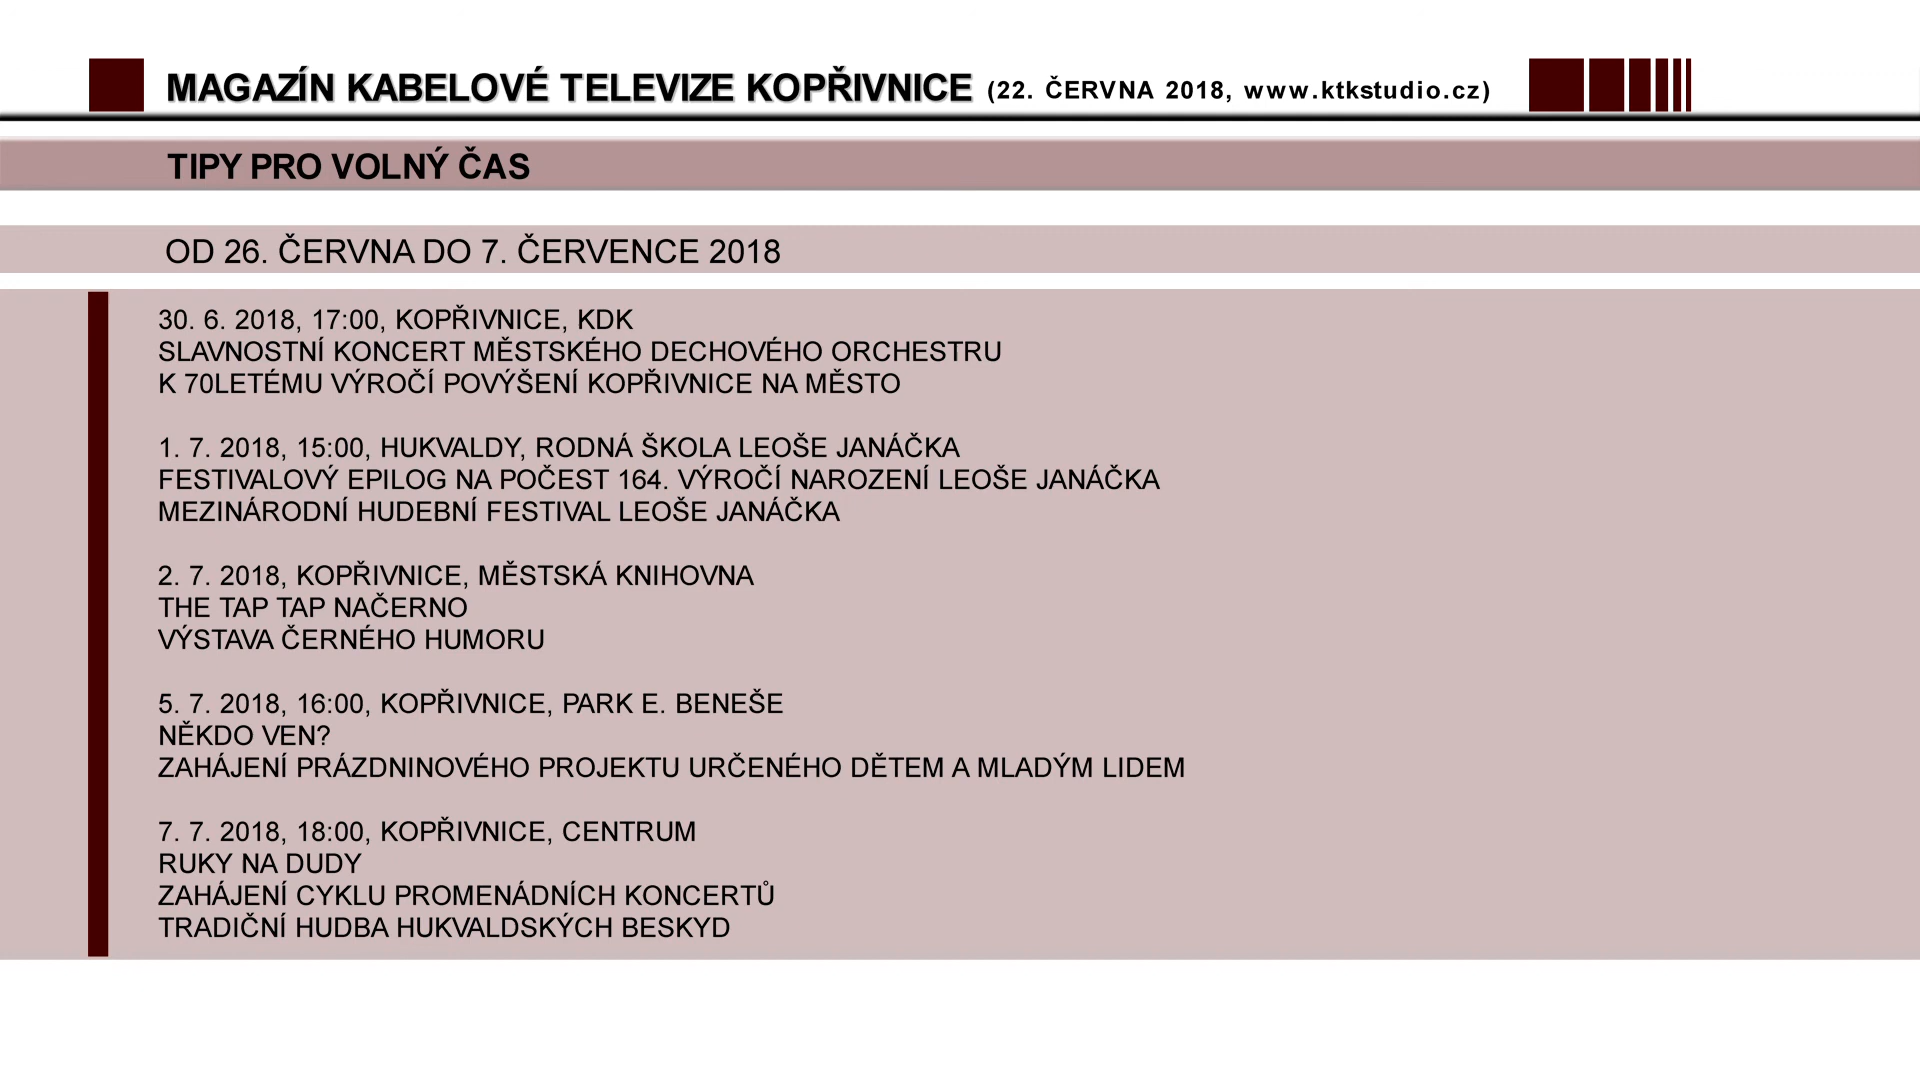 MAGAZÍN KABELOVÉ TELEVIZE KOPŘIVNICE (22. ČERVNA 2018, www.ktkstudio.cz)
TIPY PRO VOLNÝ ČAS
OD 26. ČERVNA DO 7. ČERVENCE 2018
30. 6. 2018, 17:00, KOPŘIVNICE, KDK
SLAVNOSTNÍ KONCERT MĚSTSKÉHO DECHOVÉHO ORCHESTRU
K 70LETÉMU VÝROČÍ POVÝŠENÍ KOPŘIVNICE NA MĚSTO
1. 7. 2018, 15:00, HUKVALDY, RODNÁ ŠKOLA LEOŠE JANÁČKA
FESTIVALOVÝ EPILOG NA POČEST 164. VÝROČÍ NAROZENÍ LEOŠE JANÁČKA
MEZINÁRODNÍ HUDEBNÍ FESTIVAL LEOŠE JANÁČKA
2. 7. 2018, KOPŘIVNICE, MĚSTSKÁ KNIHOVNA
THE TAP TAP NAČERNO
VÝSTAVA ČERNÉHO HUMORU
5. 7. 2018, 16:00, KOPŘIVNICE, PARK E. BENEŠE
NĚKDO VEN?
ZAHÁJENÍ PRÁZDNINOVÉHO PROJEKTU URČENÉHO DĚTEM A MLADÝM LIDEM
7. 7. 2018, 18:00, KOPŘIVNICE, CENTRUM
RUKY NA DUDY
ZAHÁJENÍ CYKLU PROMENÁDNÍCH KONCERTŮ
TRADIČNÍ HUDBA HUKVALDSKÝCH BESKYD